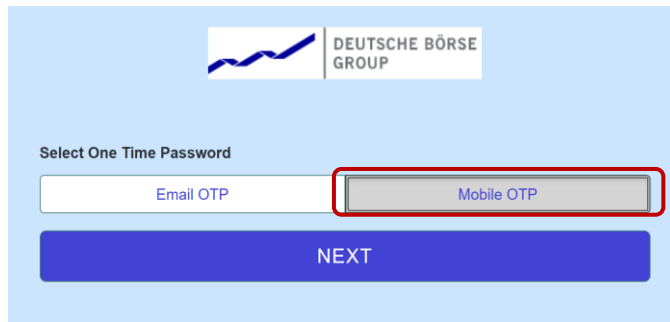 DEUTSCHE BÖRSE
GROUP
Select One Time Password
Email OTP
Mobile OTP
NEXT